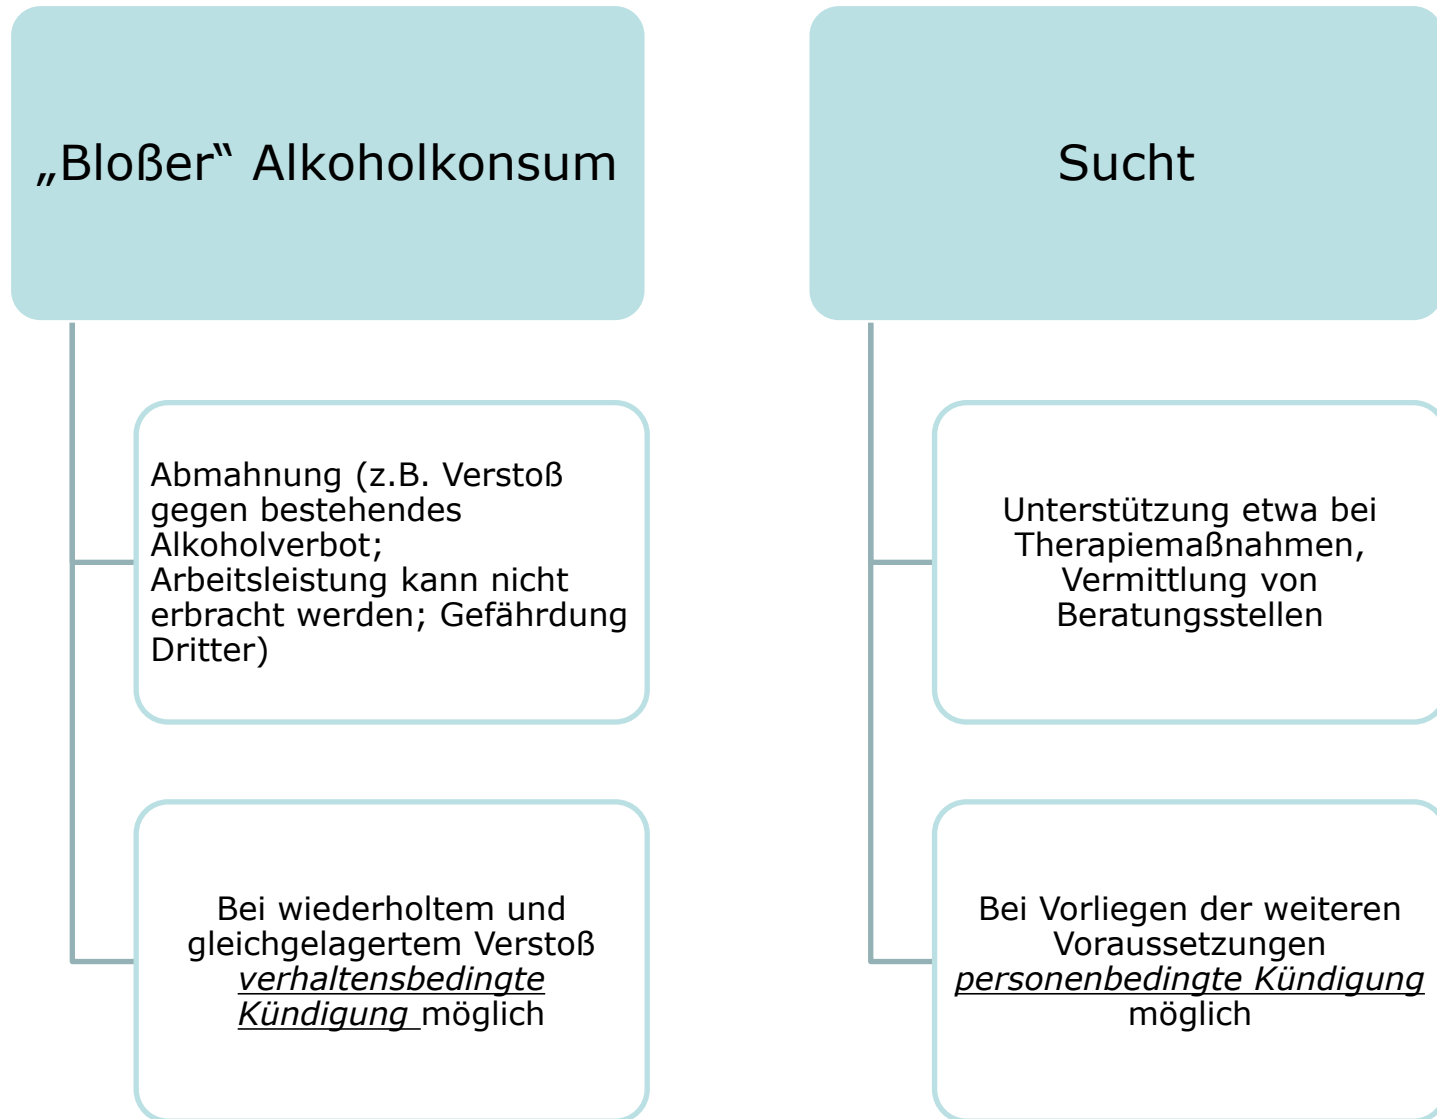 „Bloßer“ Alkoholkonsum
Abmahnung (z.B. Verstoß
gegen bestehendes
Alkoholverbot;
Arbeitsleistung kann nicht
erbracht werden; Gefährdung
Dritter)
Bei wiederholtem und
gleichgelagertem Verstoß
verhaltensbedingte
Kündigung möglich
Sucht
Unterstützung etwa bei
Therapiemaßnahmen,
Vermittlung von
Beratungsstellen
Bei Vorliegen der weiteren
Voraussetzungen
personenbedingte Kündigung
möglich